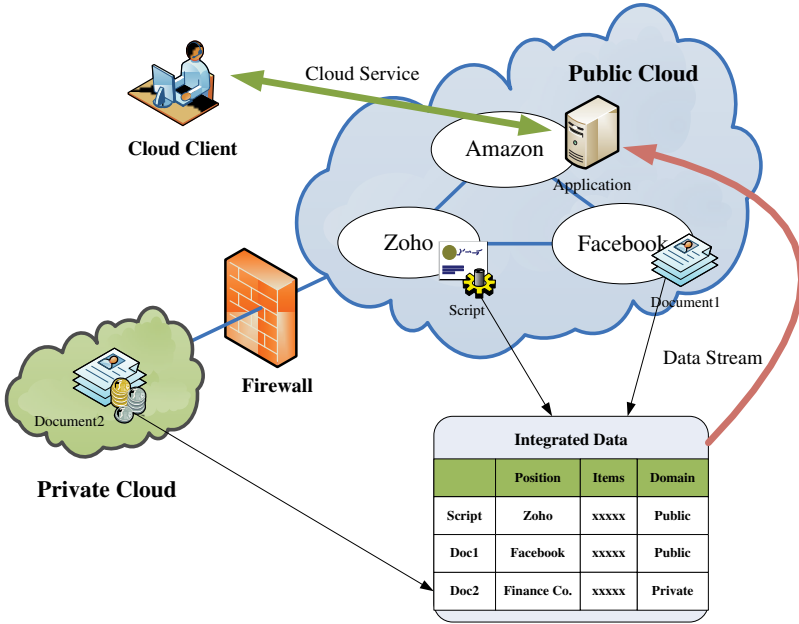 Cloud Service
Public Cloud
Cloud Client
Amazon
Application
Zoho
Facebook
Script
Document1
Firewall
Data Stream
Document2
Private Cloud
Integrated Data
Position Items Domain
Script Zoho xxxxx Public
Doc1 Facebook xxxxx Public
Doc2 Finance Co. xxxxx Private